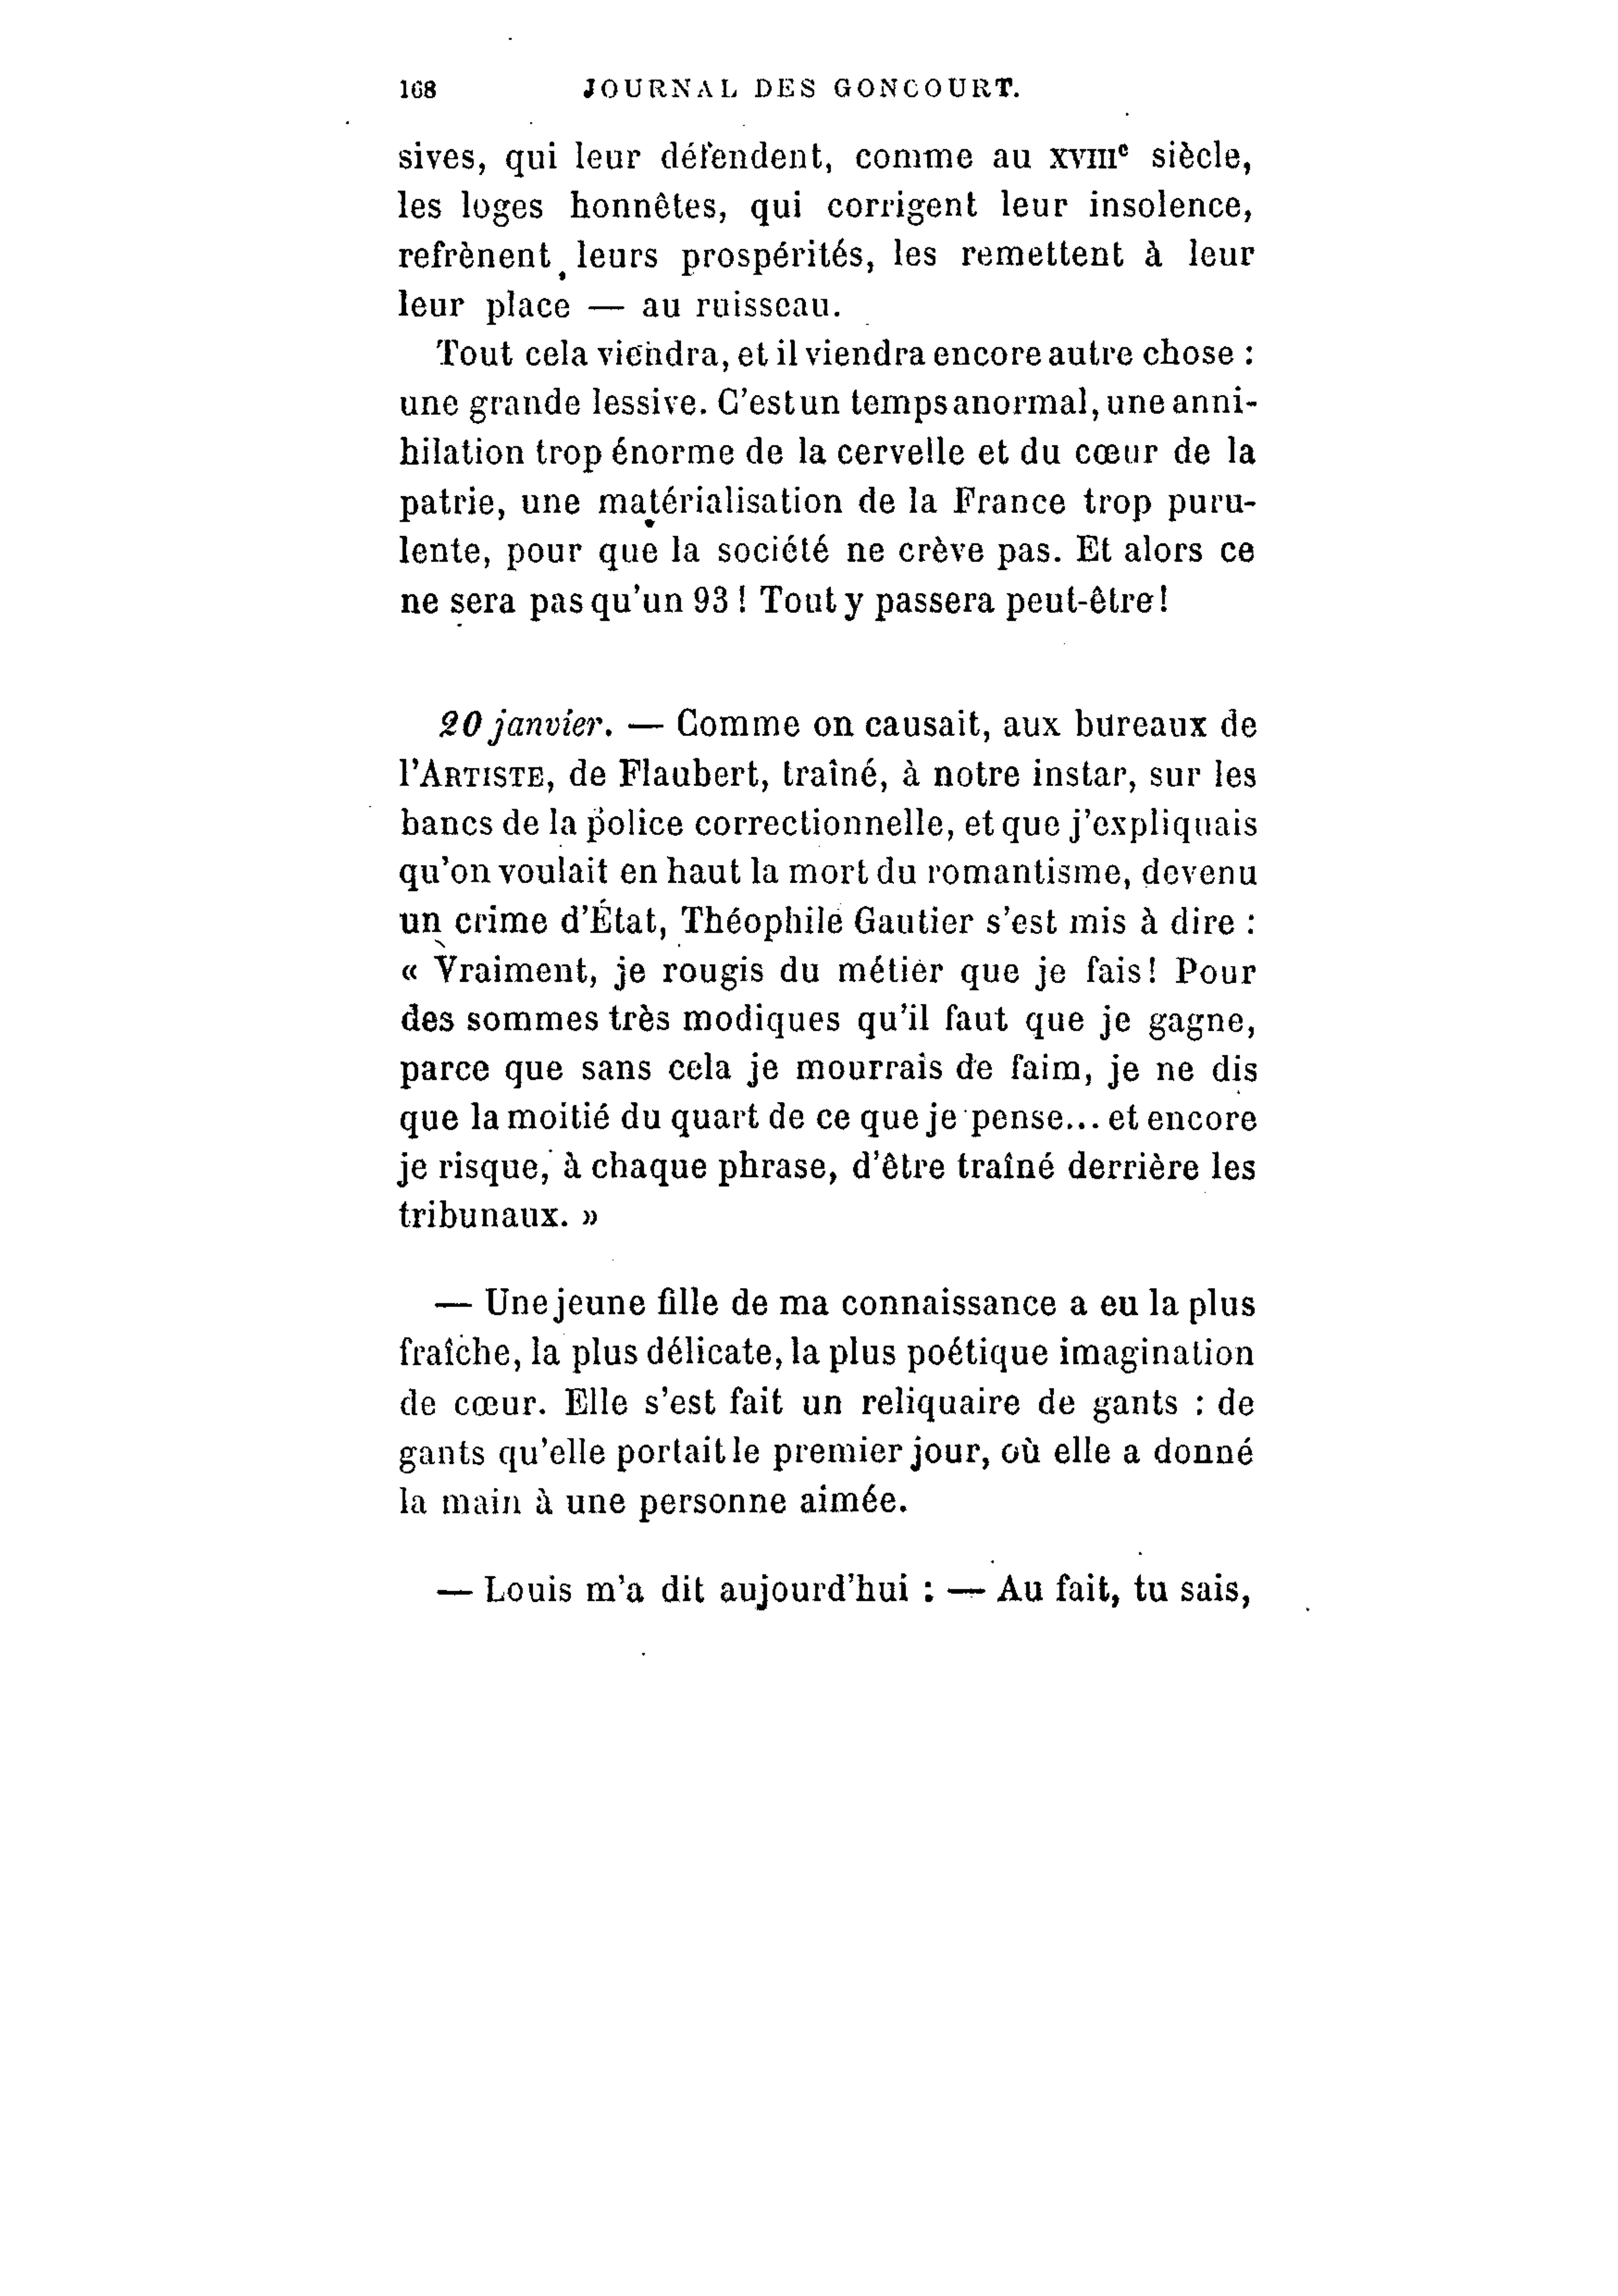 168 JOURNAL DES GONCOURT.
sives, qui leur défendent, comme au XVIIIe siècle,
les loges honnêtes, qui corrigent leur insolence,
refrènent leurs prospérités, les remettent à leur
leur place — au ruisseau.
Tout cela viendra, et il viendra encore autre chose :
une grande lessive. C'est un temps anormal, une anni-
hilation trop énorme de la cervelle et du cœur de la
patrie, une matérialisation de la France trop puru-
lente, pour que la société ne crève pas. Et alors ce
ne sera pas qu'un 93 ! Tout y passera peut-être !
20 janvier. — Comme on causait, aux bureaux de
l'ARTISTE, de Flaubert, traîné, à notre instar, sur les
bancs de la police correctionnelle, et que j'expliquais
qu'on voulait en haut la mort du romantisme, devenu
un crime d'État, Théophile Gautier s'est mis à dire :
« Vraiment, je rougis du métier que je fais ! Pour
des sommes très modiques qu'il faut que je gagne,
parce que sans cela je mourrais de faim, je ne dis
que la moitié du quart de ce que je pense... et encore
je risque, à chaque phrase, d'être traîné derrière les
tribunaux. »
— Une jeune fille de ma connaissance a eu la plus
fraîche, la plus délicate, la plus poétique imagination
de cœur. Elle s'est fait un reliquaire de gants : de
gants qu'elle portait le premier jour, où elle a donné
la main à une personne aimée.
— Louis m'a dit aujourd'hui : — Au fait, tu sais,